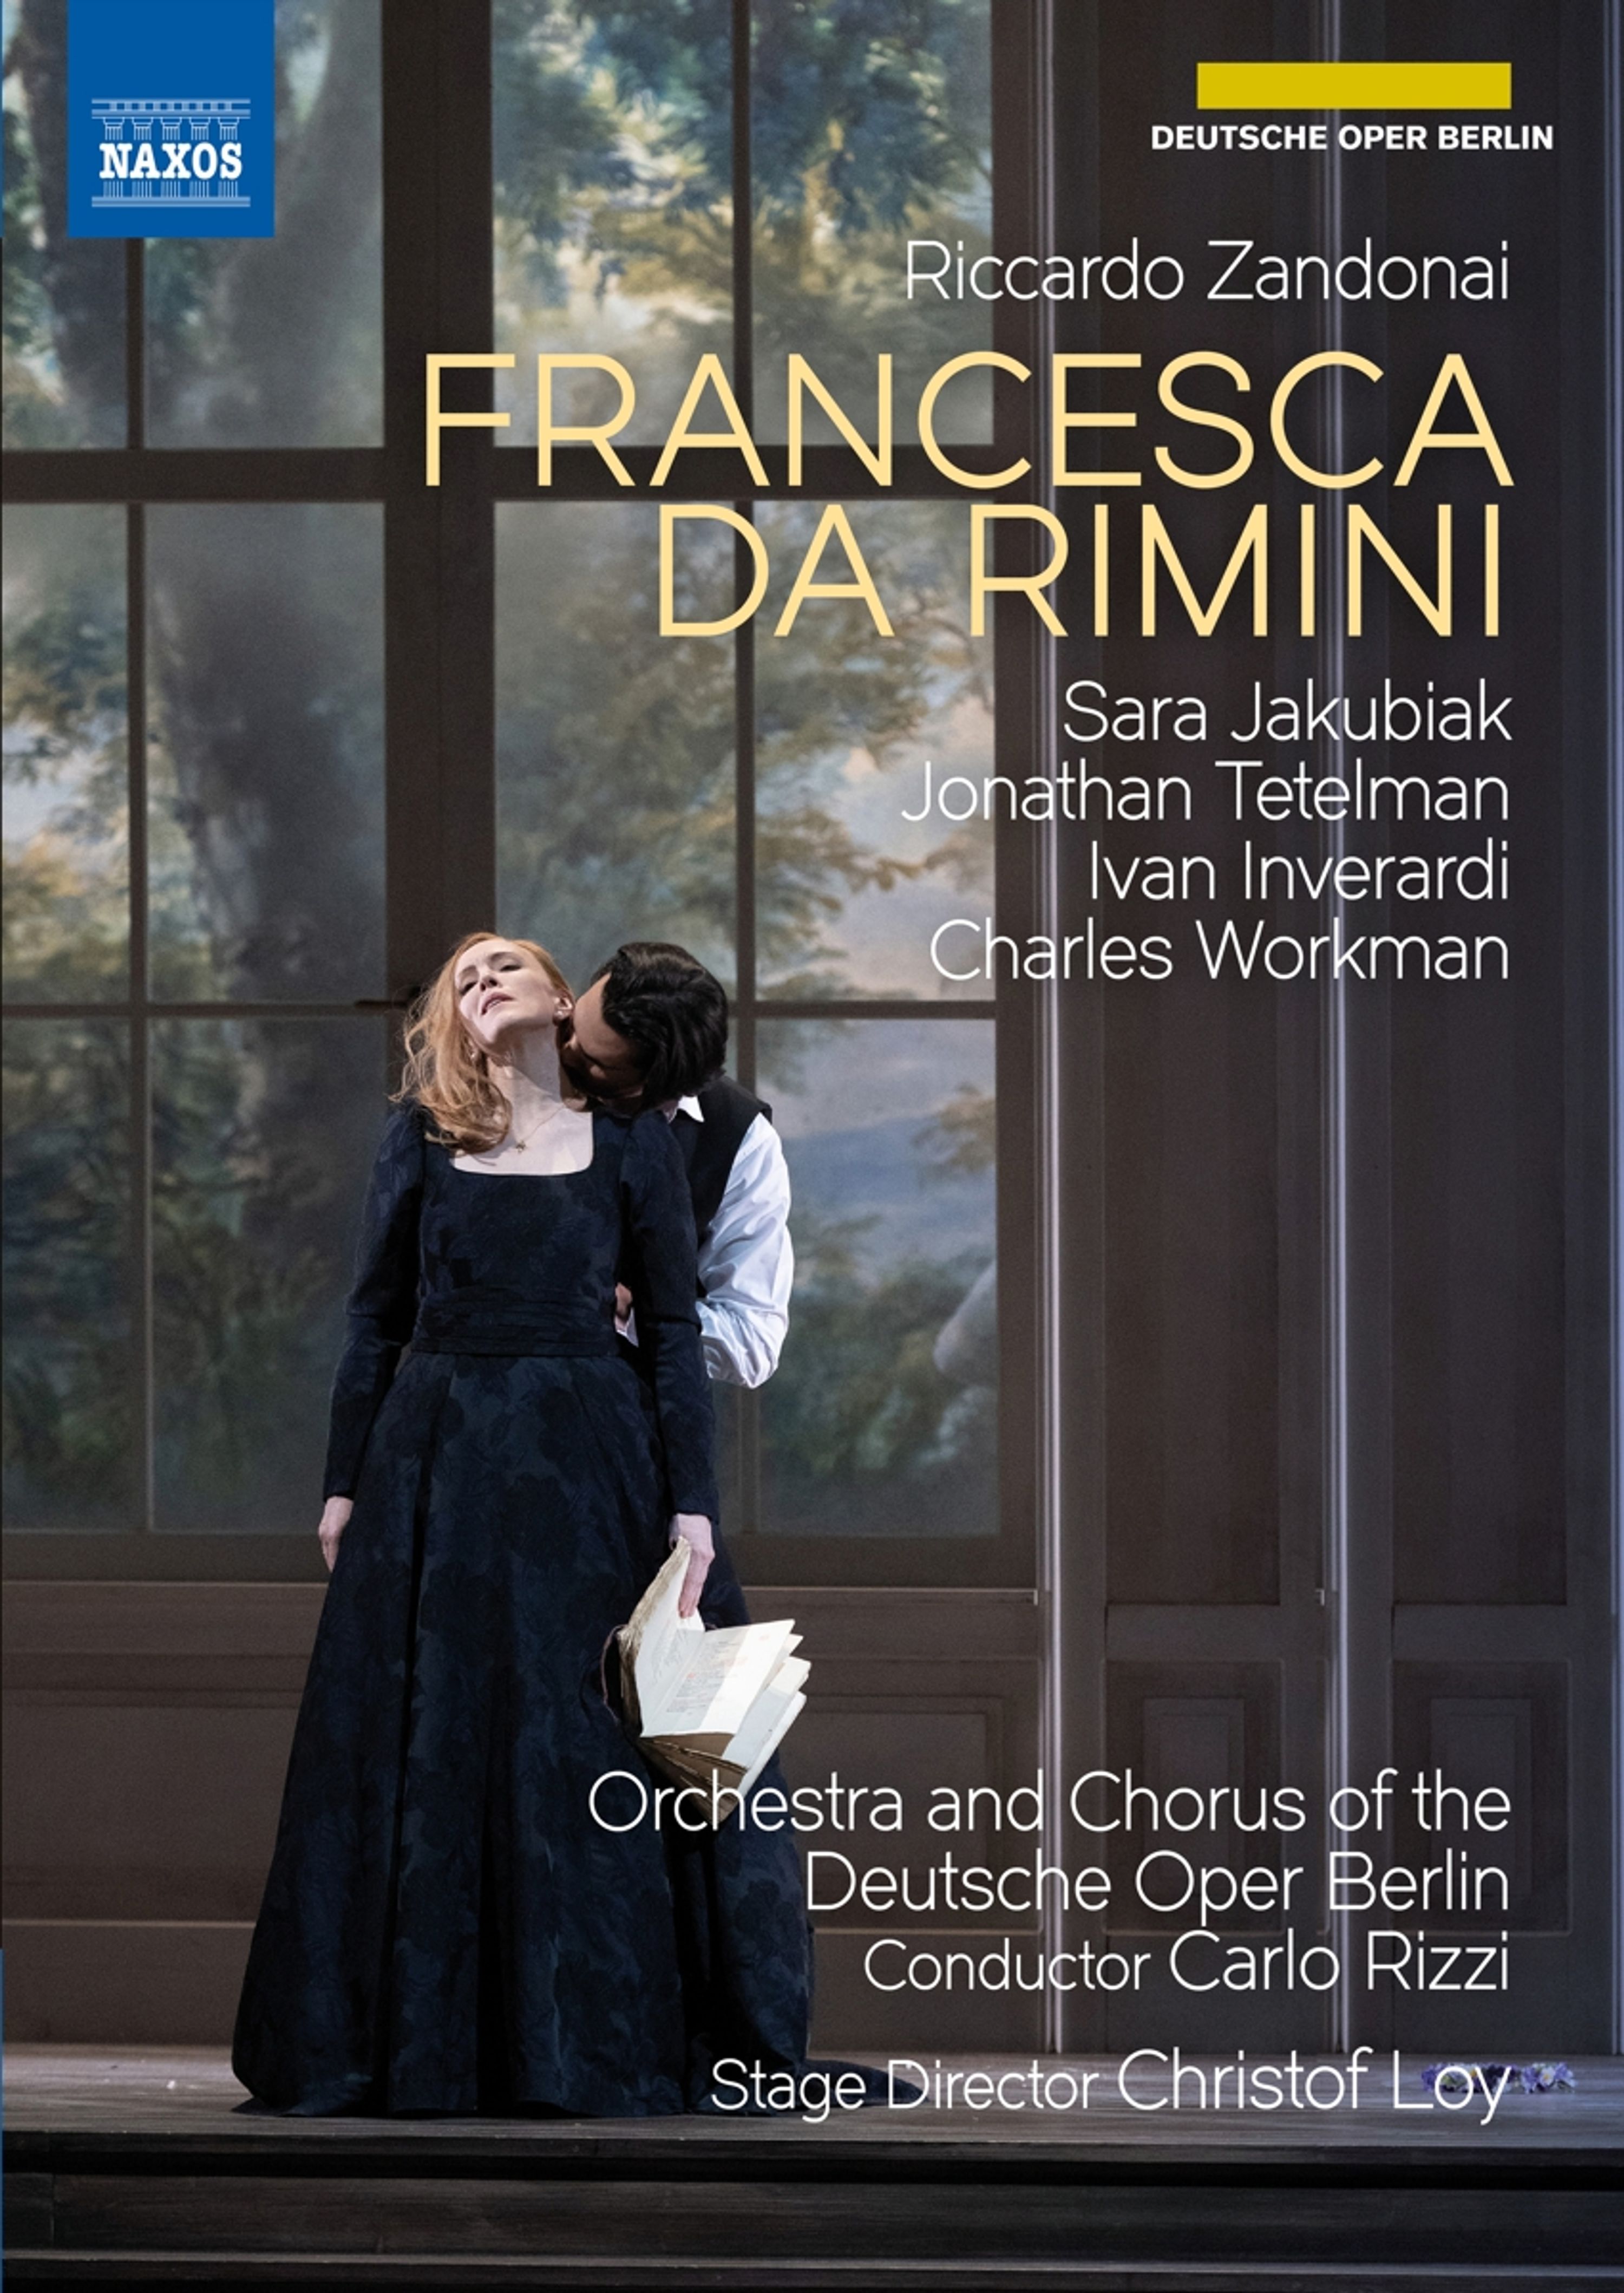 NAXOS
DEUTSCHE OPER BERLIN
Riccardo Zandonai
FRANCESCA
DA RIMINI
Sara Jakubiak
Jonathan Tetelman
Ivan Inverardi
Charles Workman
Orchestra and Chorus of the
Deutsche Oper Berlin
Conductor Carlo Rizzi
Stage Director Christof Loy